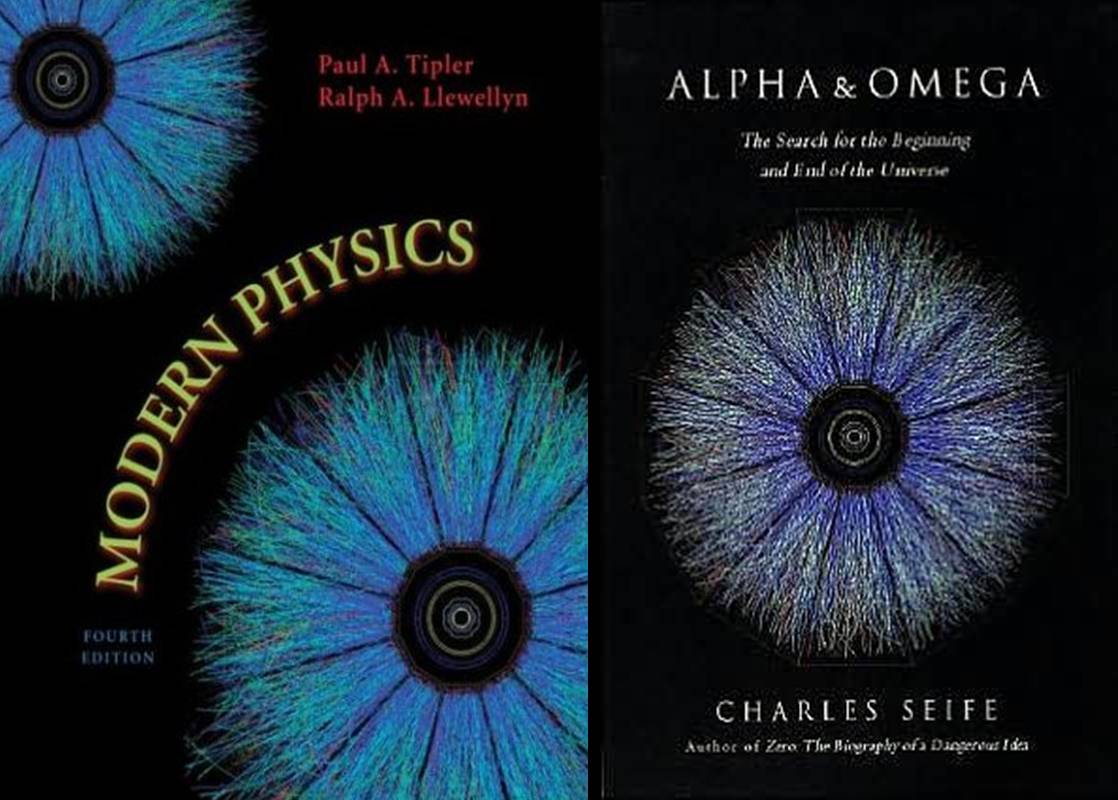 Paul A. Tipler
Ralph A. Llewellyn
MODERN PHYSICS
FOURTH
EDITION
ALPHA & OMEGA
The Search for the Beginning
and End of the Universe
CHARLES SEIFE
Author of Zero: The Biography of a Dangerous Idea